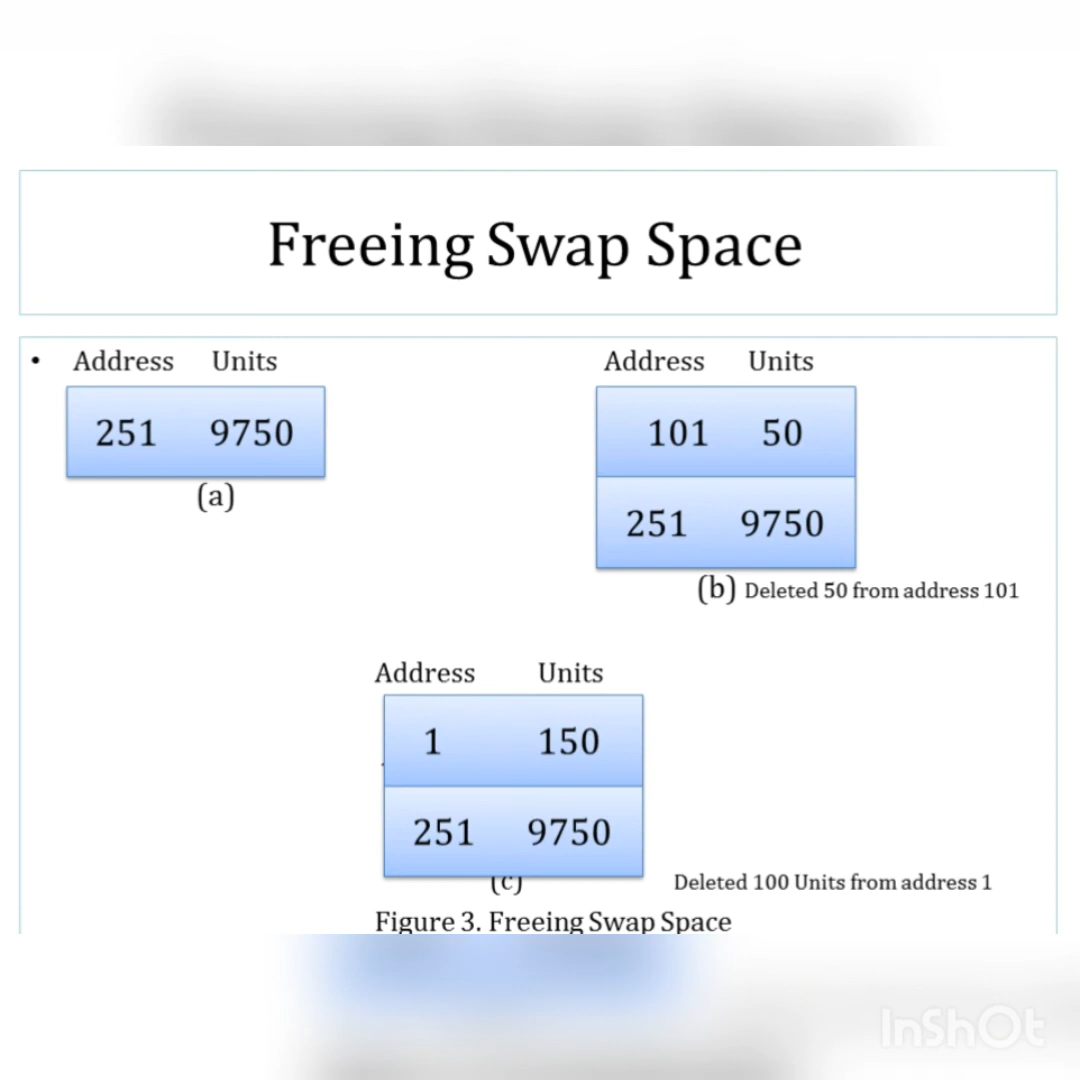 Freeing Swap Space
• Address Units
251 9750
(a)
Address Units
101 50
251 9750
(b) Deleted 50 from address 101
Address Units
1 150
251 9750
(c)
Deleted 100 Units from address 1
Figure 3. Freeing Swap Space
InShOt